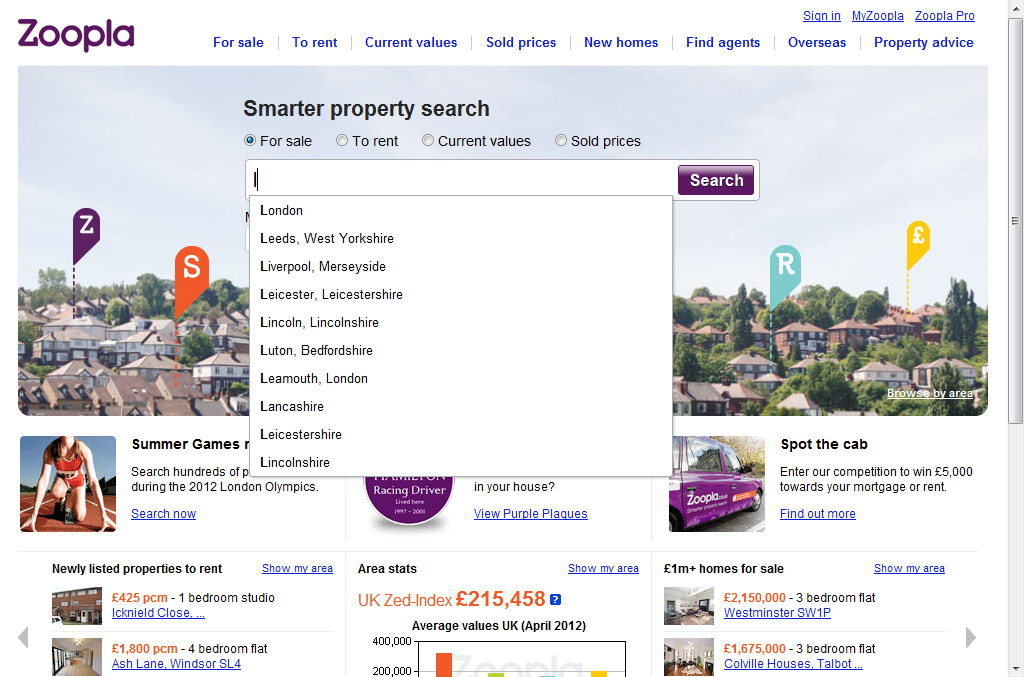 Sign in MyZoopla Zoopla Pro
Zoopla
For sale To rent Current values Sold prices New homes Find agents Overseas Property advice
Smarter property search
For sale To rent Current values Sold prices
l
Search
London
Leeds, West Yorkshire
Liverpool, Merseyside
Leicester, Leicestershire
Lincoln, Lincolnshire
Luton, Bedfordshire
Leamouth, London
Lancashire
Leicestershire
Lincolnshire
Z
S
R
£
Browse by area
Summer Games
Search hundreds of
during the 2012 London Olympics.
Search now
HAMILTON
Racing Driver
Lived here
1997 - 2001
in your house?
View Purple Plaques
Zoopla.co.uk
Smarter property search
Spot the cab
Enter our competition to win £5,000
towards your mortgage or rent.
Find out more
Newly listed properties to rent Show my area
£425 pcm - 1 bedroom studio
Icknield Close, ...
£1,800 pcm - 4 bedroom flat
Ash Lane, Windsor SL4
Area stats Show my area
UK Zed-Index £215,458 ?
Average values UK (April 2012)
400,000
200,000
Zoopla
£1m+ homes for sale Show my area
£2,150,000 - 3 bedroom flat
Westminster SW1P
£1,675,000 - 3 bedroom flat
Colville Houses, Talbot ...